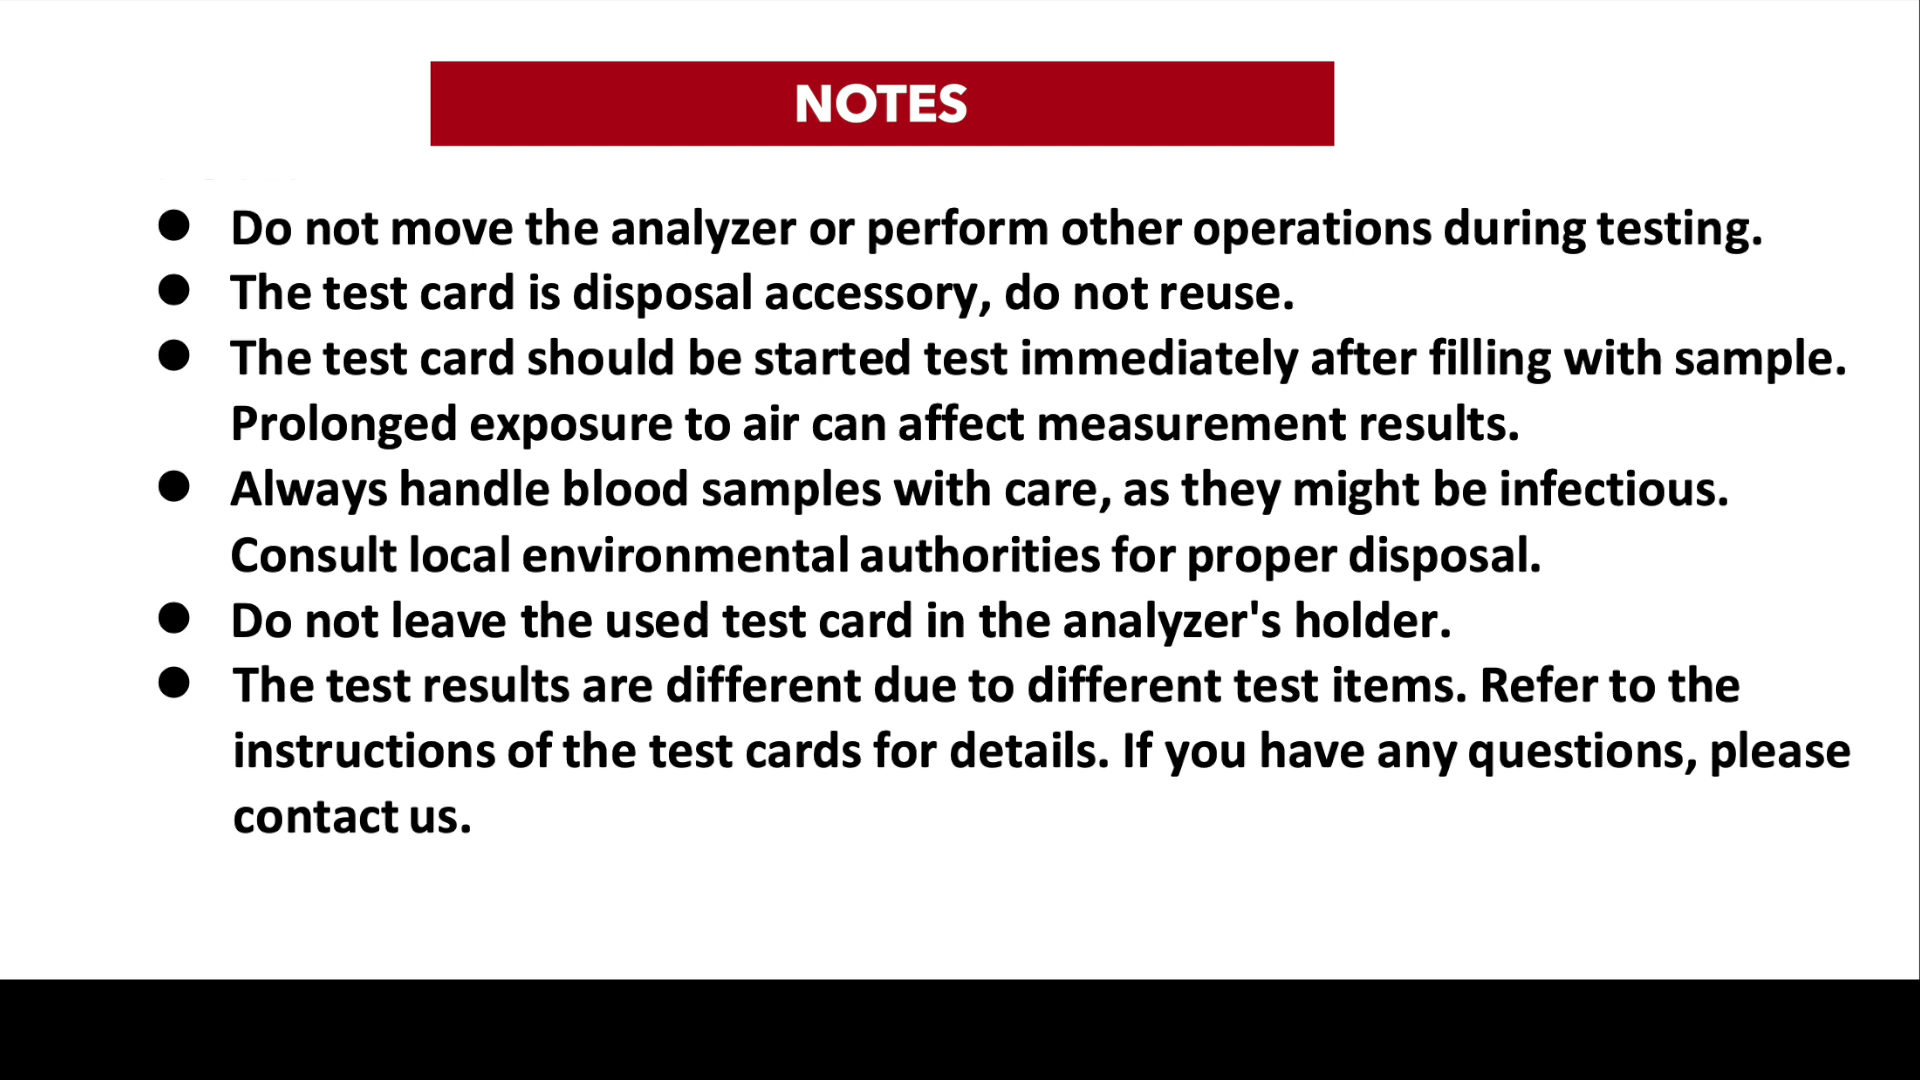 NOTES
● Do not move the analyzer or perform other operations during testing.
● The test card is disposal accessory, do not reuse.
● The test card should be started test immediately after filling with sample.
Prolonged exposure to air can affect measurement results.
● Always handle blood samples with care, as they might be infectious.
Consult local environmental authorities for proper disposal.
● Do not leave the used test card in the analyzer's holder.
● The test results are different due to different test items. Refer to the
instructions of the test cards for details. If you have any questions, please
contact us.